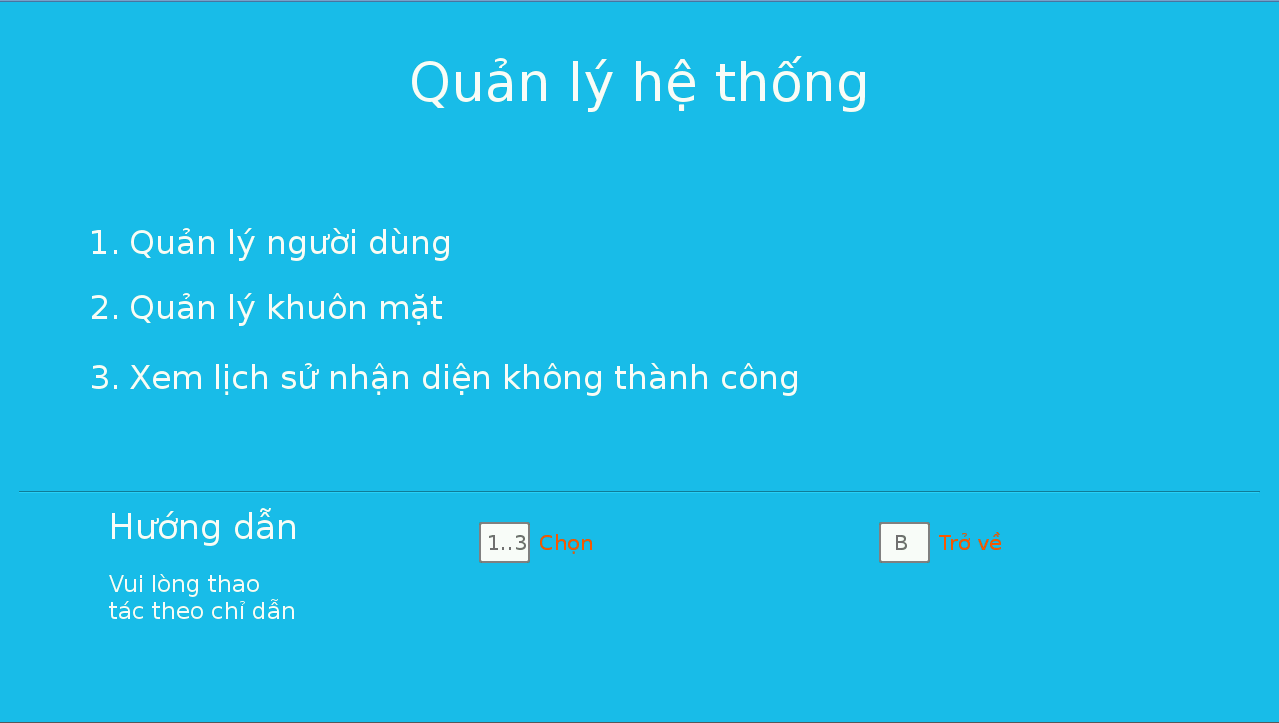 Quản lý hệ thống
1. Quản lý người dùng
2. Quản lý khuôn mặt
3. Xem lịch sử nhận diện không thành công
Hướng dẫn
1..3 Chọn
B Trở về
Vui lòng thao
tác theo chỉ dẫn